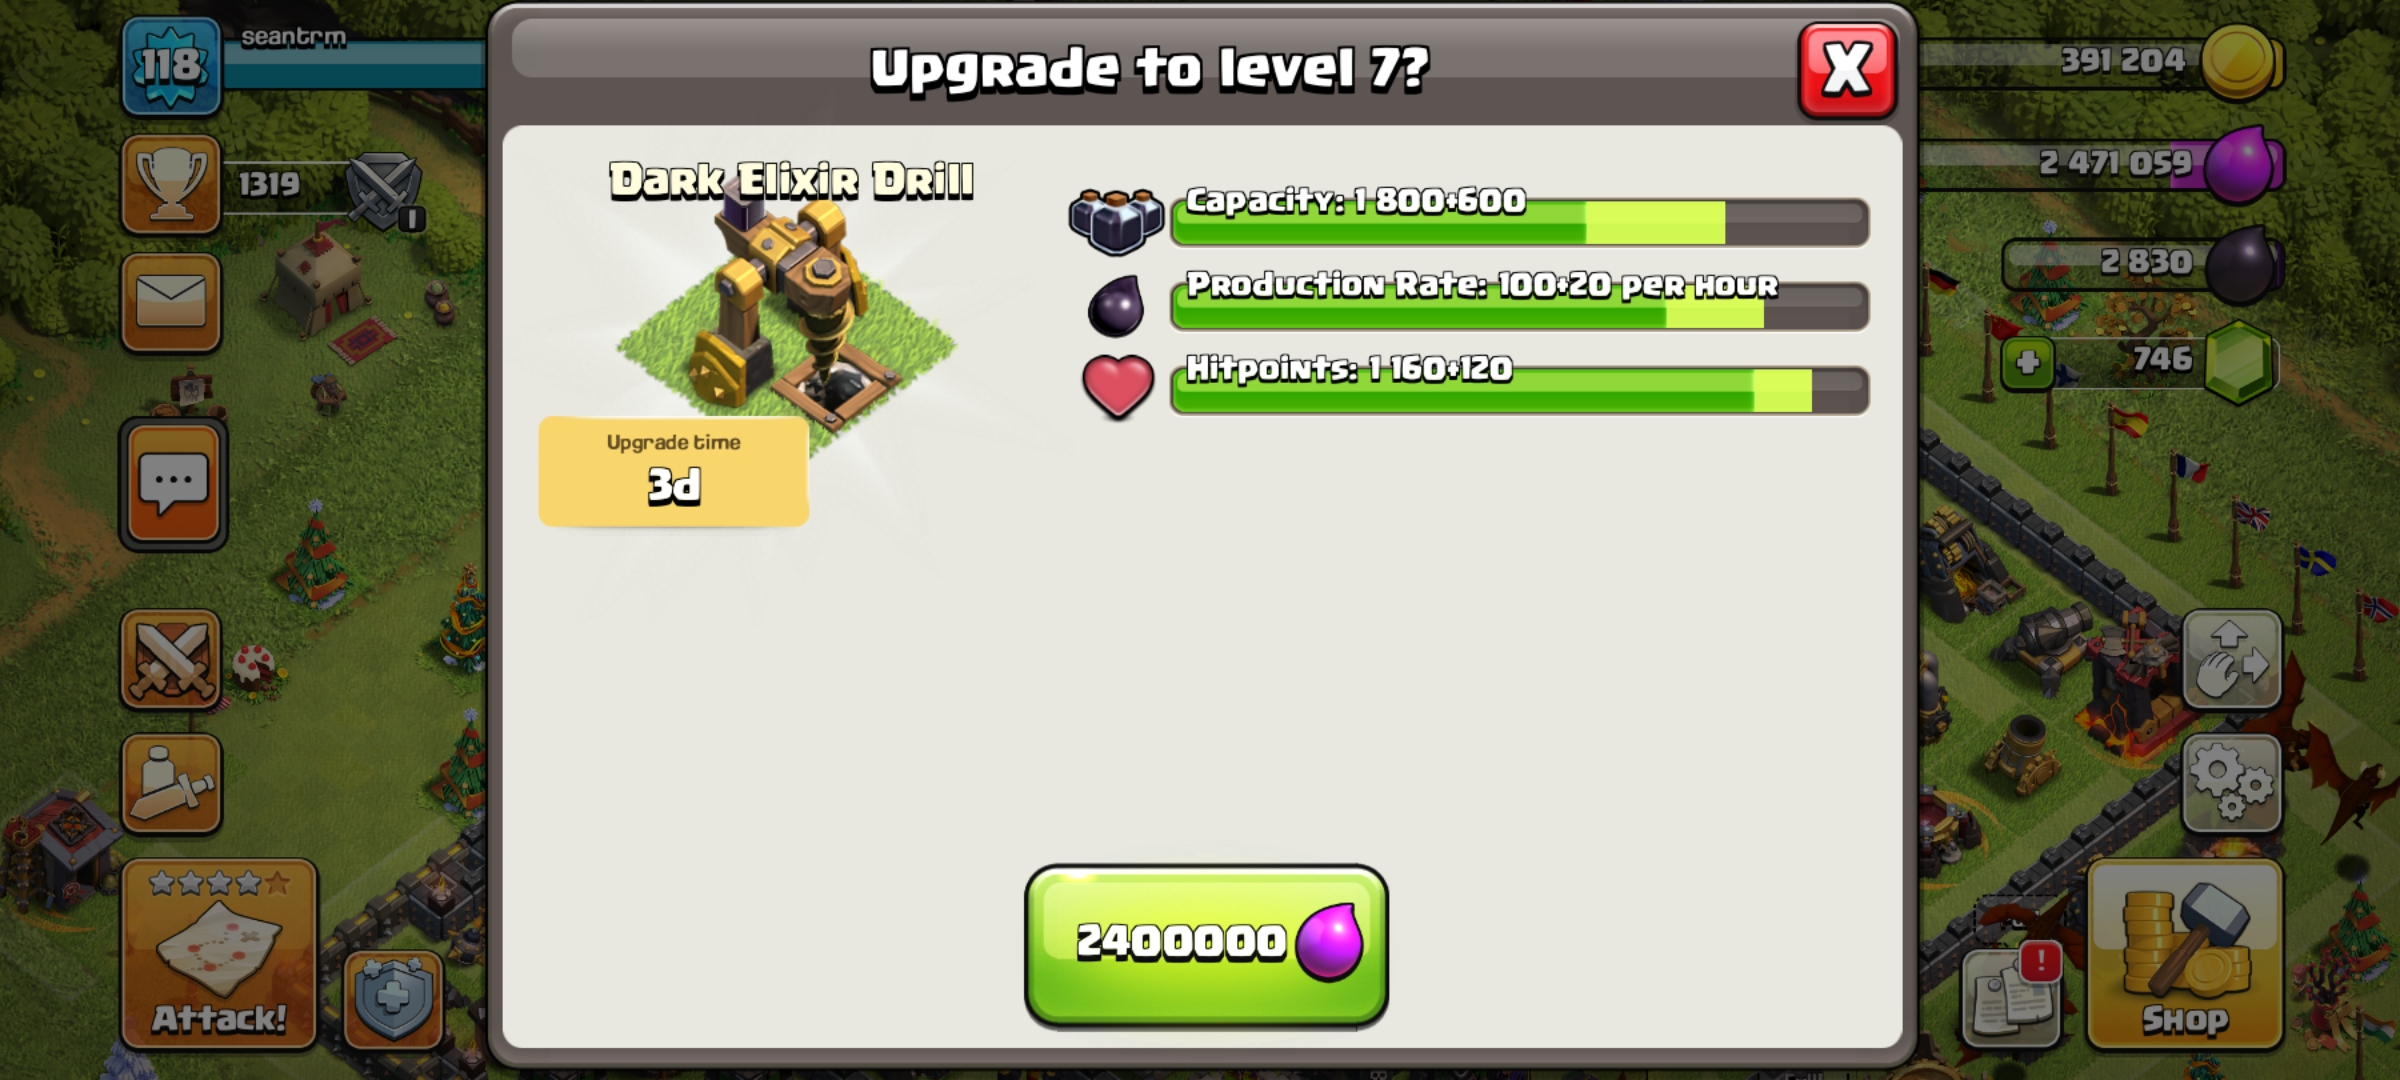 118
seantrm
Upgrade to level 7?
X
391 204
Dark Elixir Drill
Capacity: 1 800+600
2 471 059
1319
I
Production Rate: 100+20 per Hour
2 830
Hitpoints: 1 160+120
746
Upgrade time
3d
2400000
!
Attack!
Shop